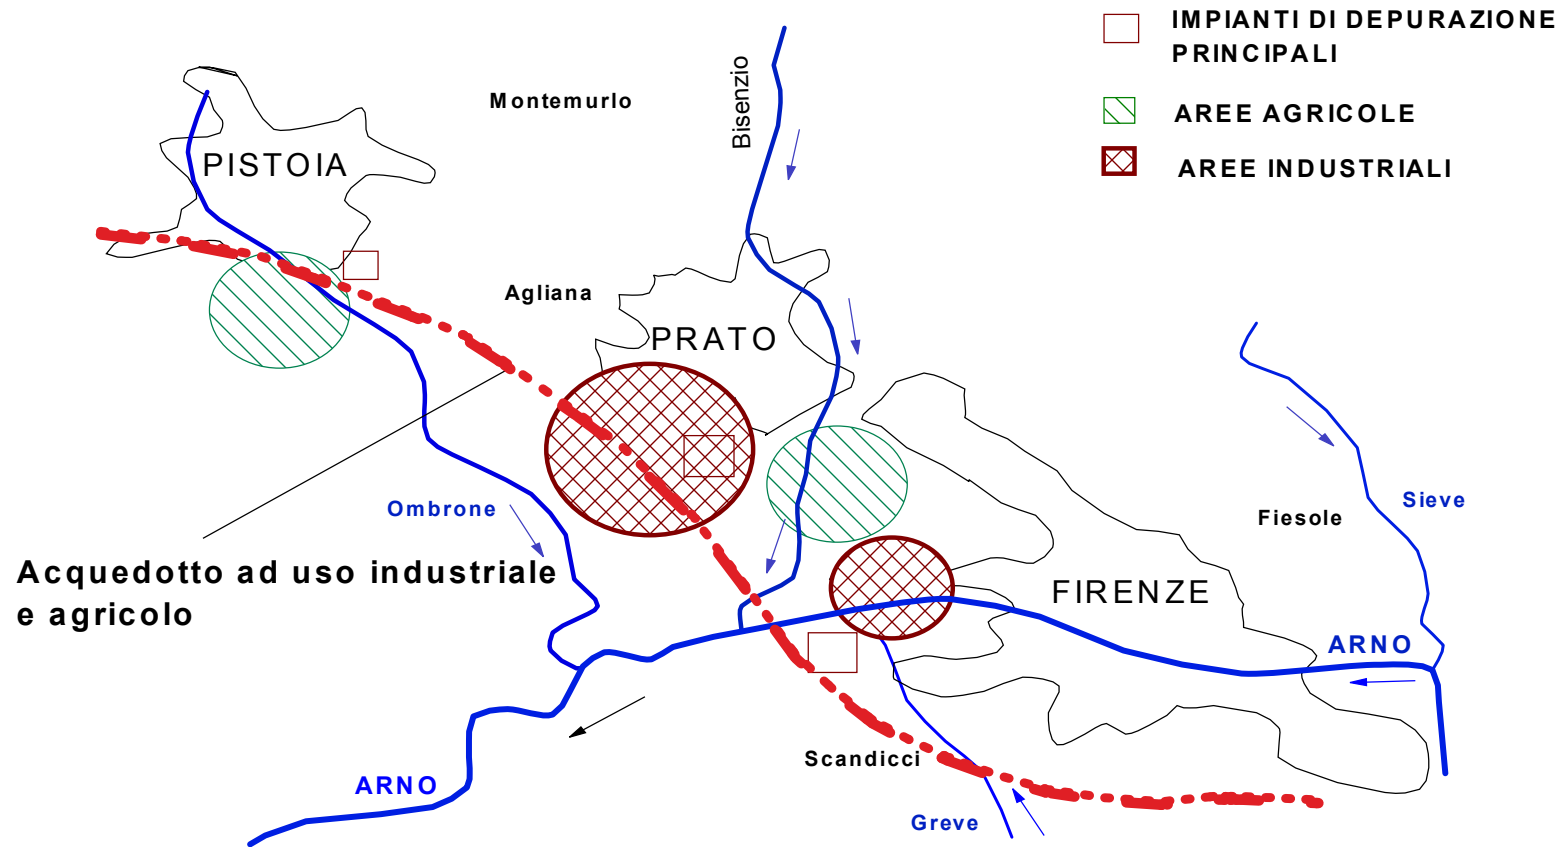 IMPIANTI DI DEPURAZIONE
PRINCIPALI
AREE AGRICOLE
AREE INDUSTRIALI
Bisenzio
Montemurlo
PISTOIA
Agliana
PRATO
Ombrone
Sieve
Fiesole
Acquedotto ad uso industriale
e agricolo
FIRENZE
ARNO
Scandicci
ARNO
Greve